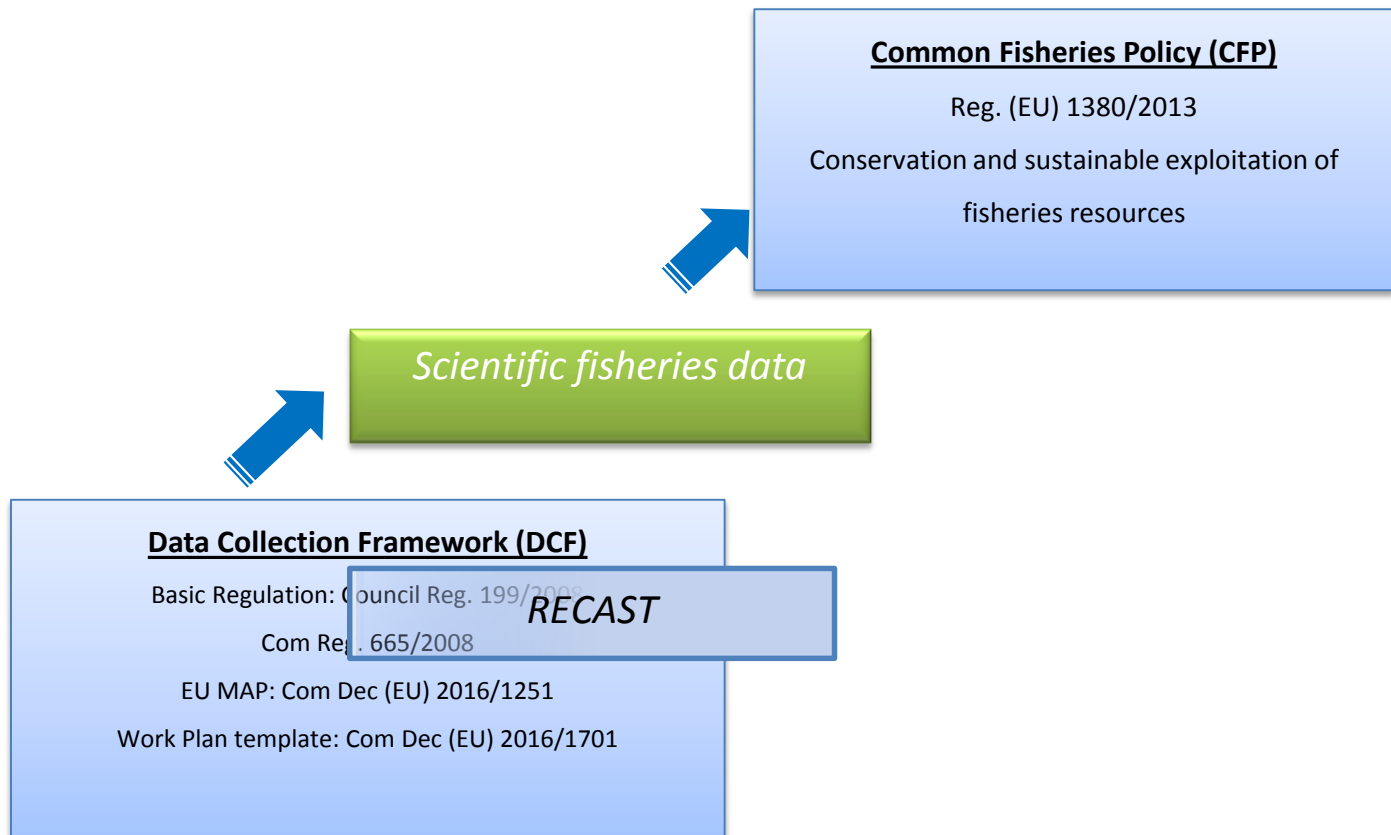 Common Fisheries Policy (CFP)
Reg. (EU) 1380/2013
Conservation and sustainable exploitation of
fisheries resources
Scientific fisheries data
Data Collection Framework (DCF)
Basic Regulation: Council Reg. 199/2008
RECAST
Com Reg. 665/2008
EU MAP: Com Dec (EU) 2016/1251
Work Plan template: Com Dec (EU) 2016/1701